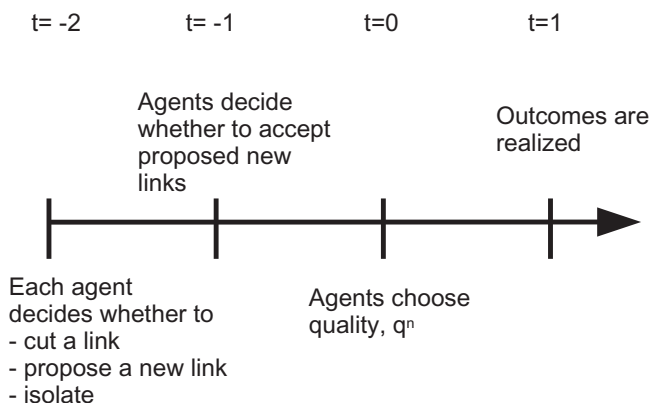 t= -2
t= -1
t=0
t=1
Agents decide
whether to accept
proposed new
links
Outcomes are
realized
Each agent
decides whether to
- cut a link
- propose a new link
- isolate
Agents choose
quality, qⁿ